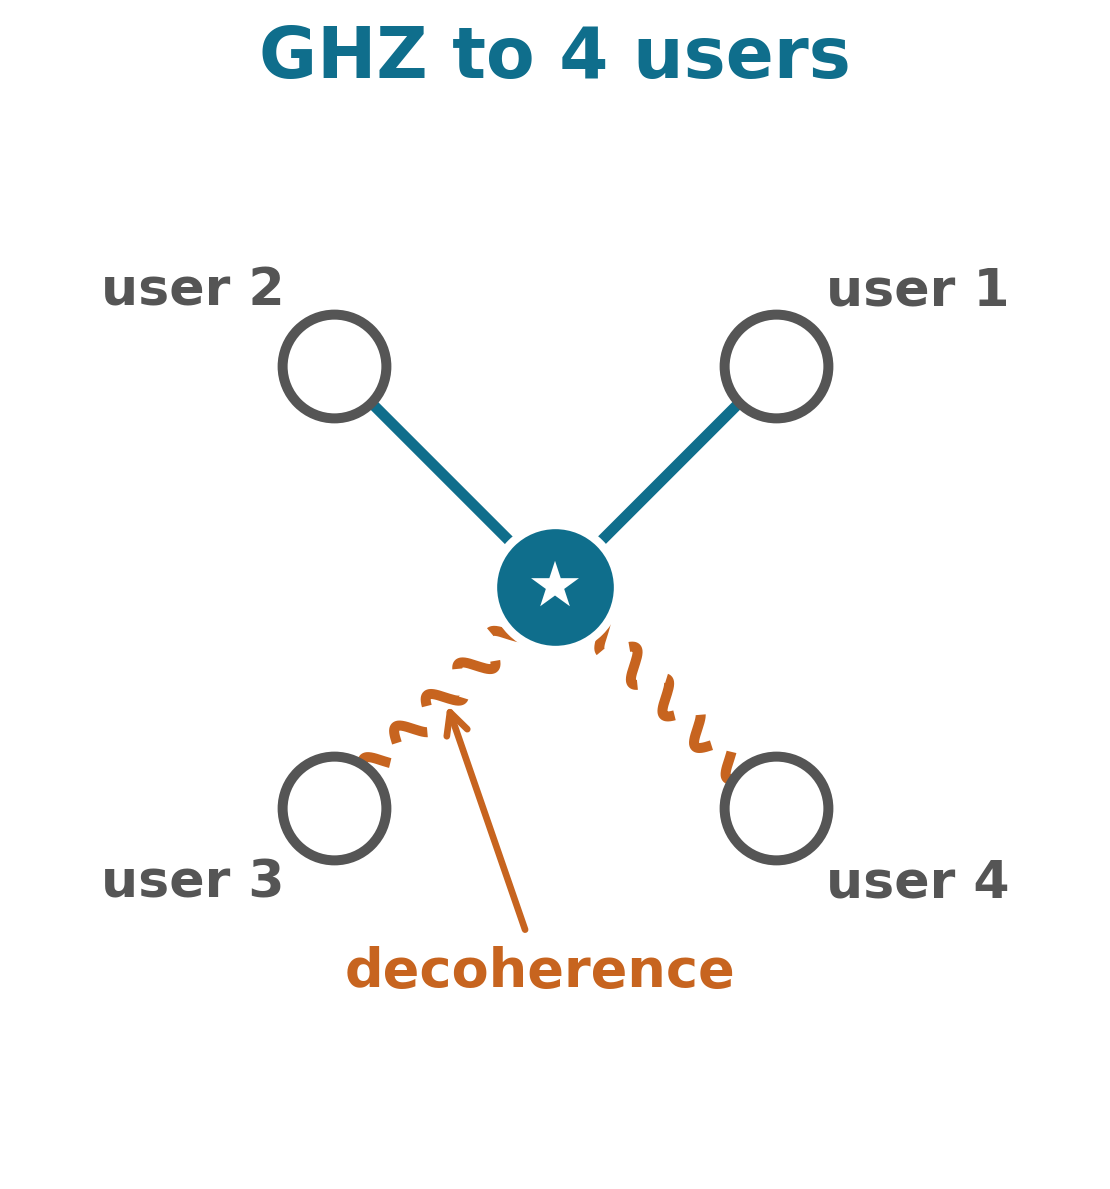 GHZ to 4 users
user 2
user 1
user 3
user 4
decoherence